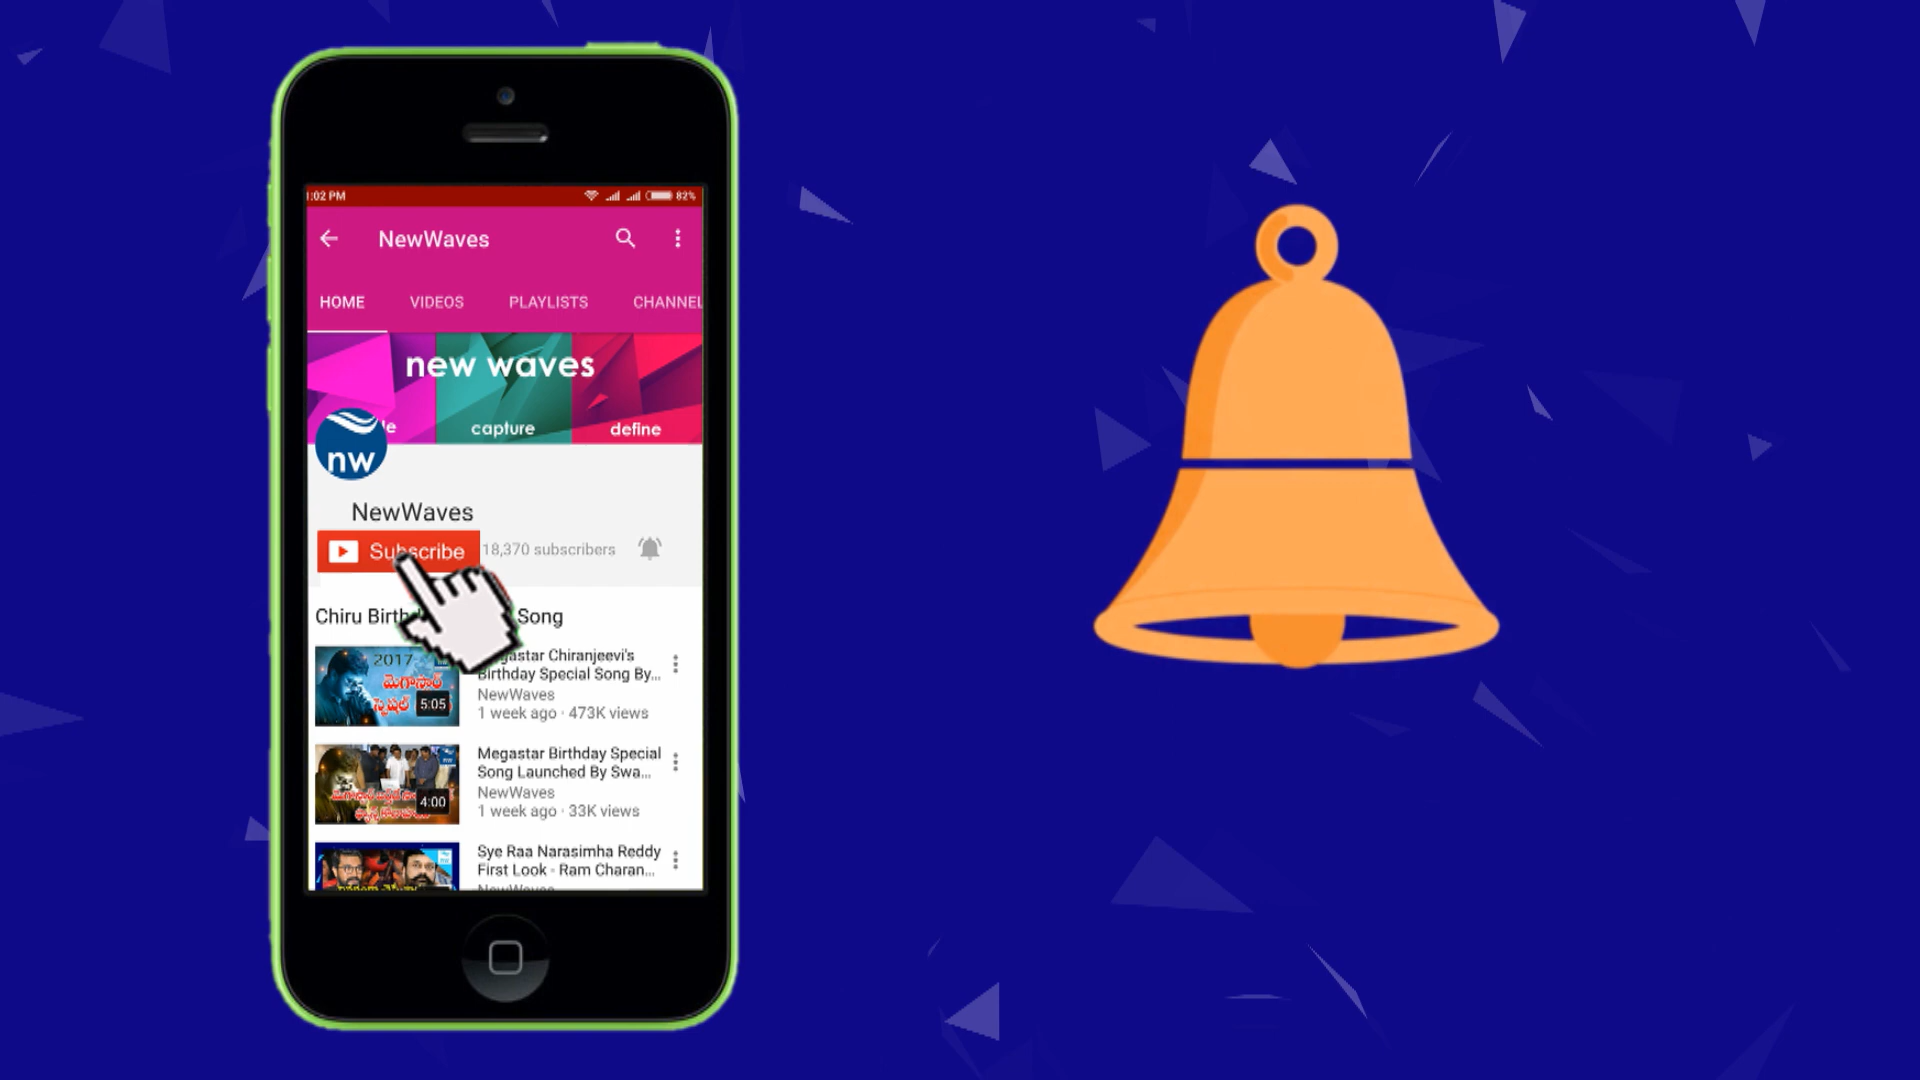 1:02 PM 82%
NewWaves
HOME VIDEOS PLAYLISTS CHANNEL
new waves
capture define
nw
NewWaves
Subscribe 18,370 subscribers
Chiru Song
2017
మెగాస్టార్
స్పెషల్
5:05
Chiranjeevi's
Birthday Special Song By...
NewWaves
1 week ago · 473K views
4:00
Megastar Birthday Special
Song Launched By Swa...
NewWaves
1 week ago · 33K views
Sye Raa Narasimha Reddy
First Look - Ram Charan...
NewWaves